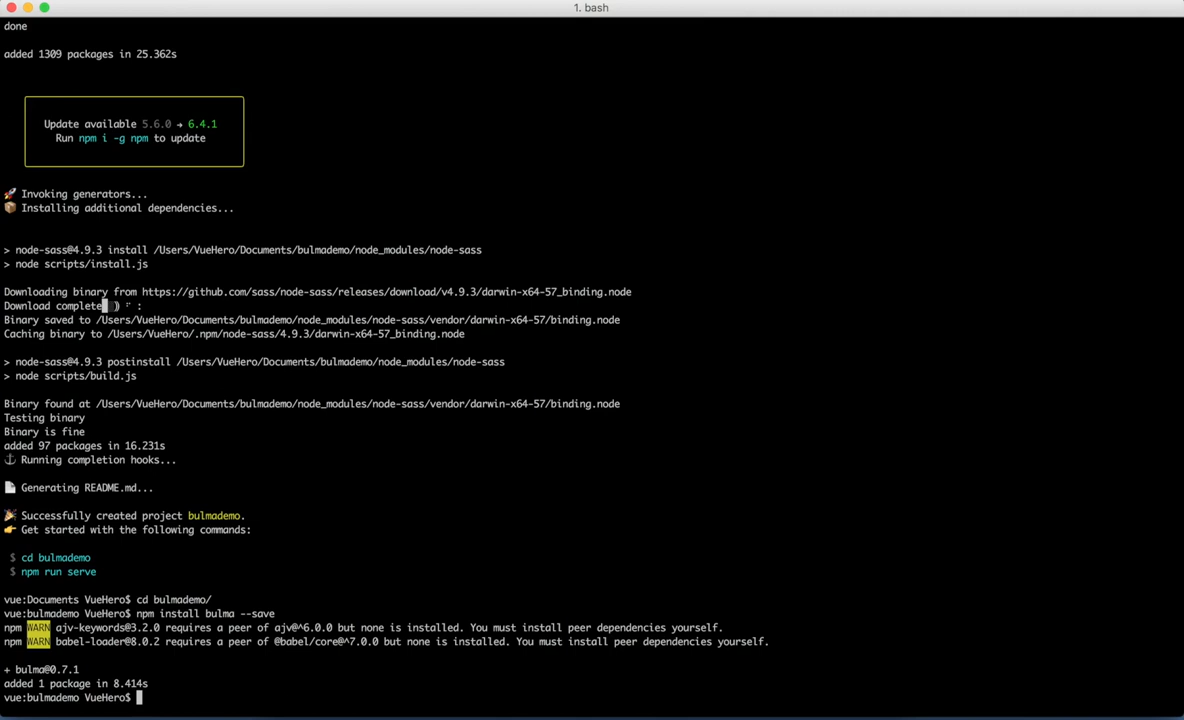 1. bash
done
added 1309 packages in 25.362s
Update available 5.6.0 → 6.4.1
Run npm i -g npm to update
🚀 Invoking generators...
📦 Installing additional dependencies...
> node-sass@4.9.3 install /Users/VueHero/Documents/bulmademo/node_modules/node-sass
> node scripts/install.js
Downloading binary from https://github.com/sass/node-sass/releases/download/v4.9.3/darwin-x64-57_binding.node
Download complete ) ⠋ :
Binary saved to /Users/VueHero/Documents/bulmademo/node_modules/node-sass/vendor/darwin-x64-57/binding.node
Caching binary to /Users/VueHero/.npm/node-sass/4.9.3/darwin-x64-57_binding.node
> node-sass@4.9.3 postinstall /Users/VueHero/Documents/bulmademo/node_modules/node-sass
> node scripts/build.js
Binary found at /Users/VueHero/Documents/bulmademo/node_modules/node-sass/vendor/darwin-x64-57/binding.node
Testing binary
Binary is fine
added 97 packages in 16.231s
⚓ Running completion hooks...
📄 Generating README.md...
🎉 Successfully created project bulmademo.
👉 Get started with the following commands:
$ cd bulmademo
$ npm run serve
vue:Documents VueHero$ cd bulmademo/
vue:bulmademo VueHero$ npm install bulma --save
npm WARN ajv-keywords@3.2.0 requires a peer of ajv@^6.0.0 but none is installed. You must install peer dependencies yourself.
npm WARN babel-loader@8.0.2 requires a peer of @babel/core@^7.0.0 but none is installed. You must install peer dependencies yourself.
+ bulma@0.7.1
added 1 package in 8.414s
vue:bulmademo VueHero$